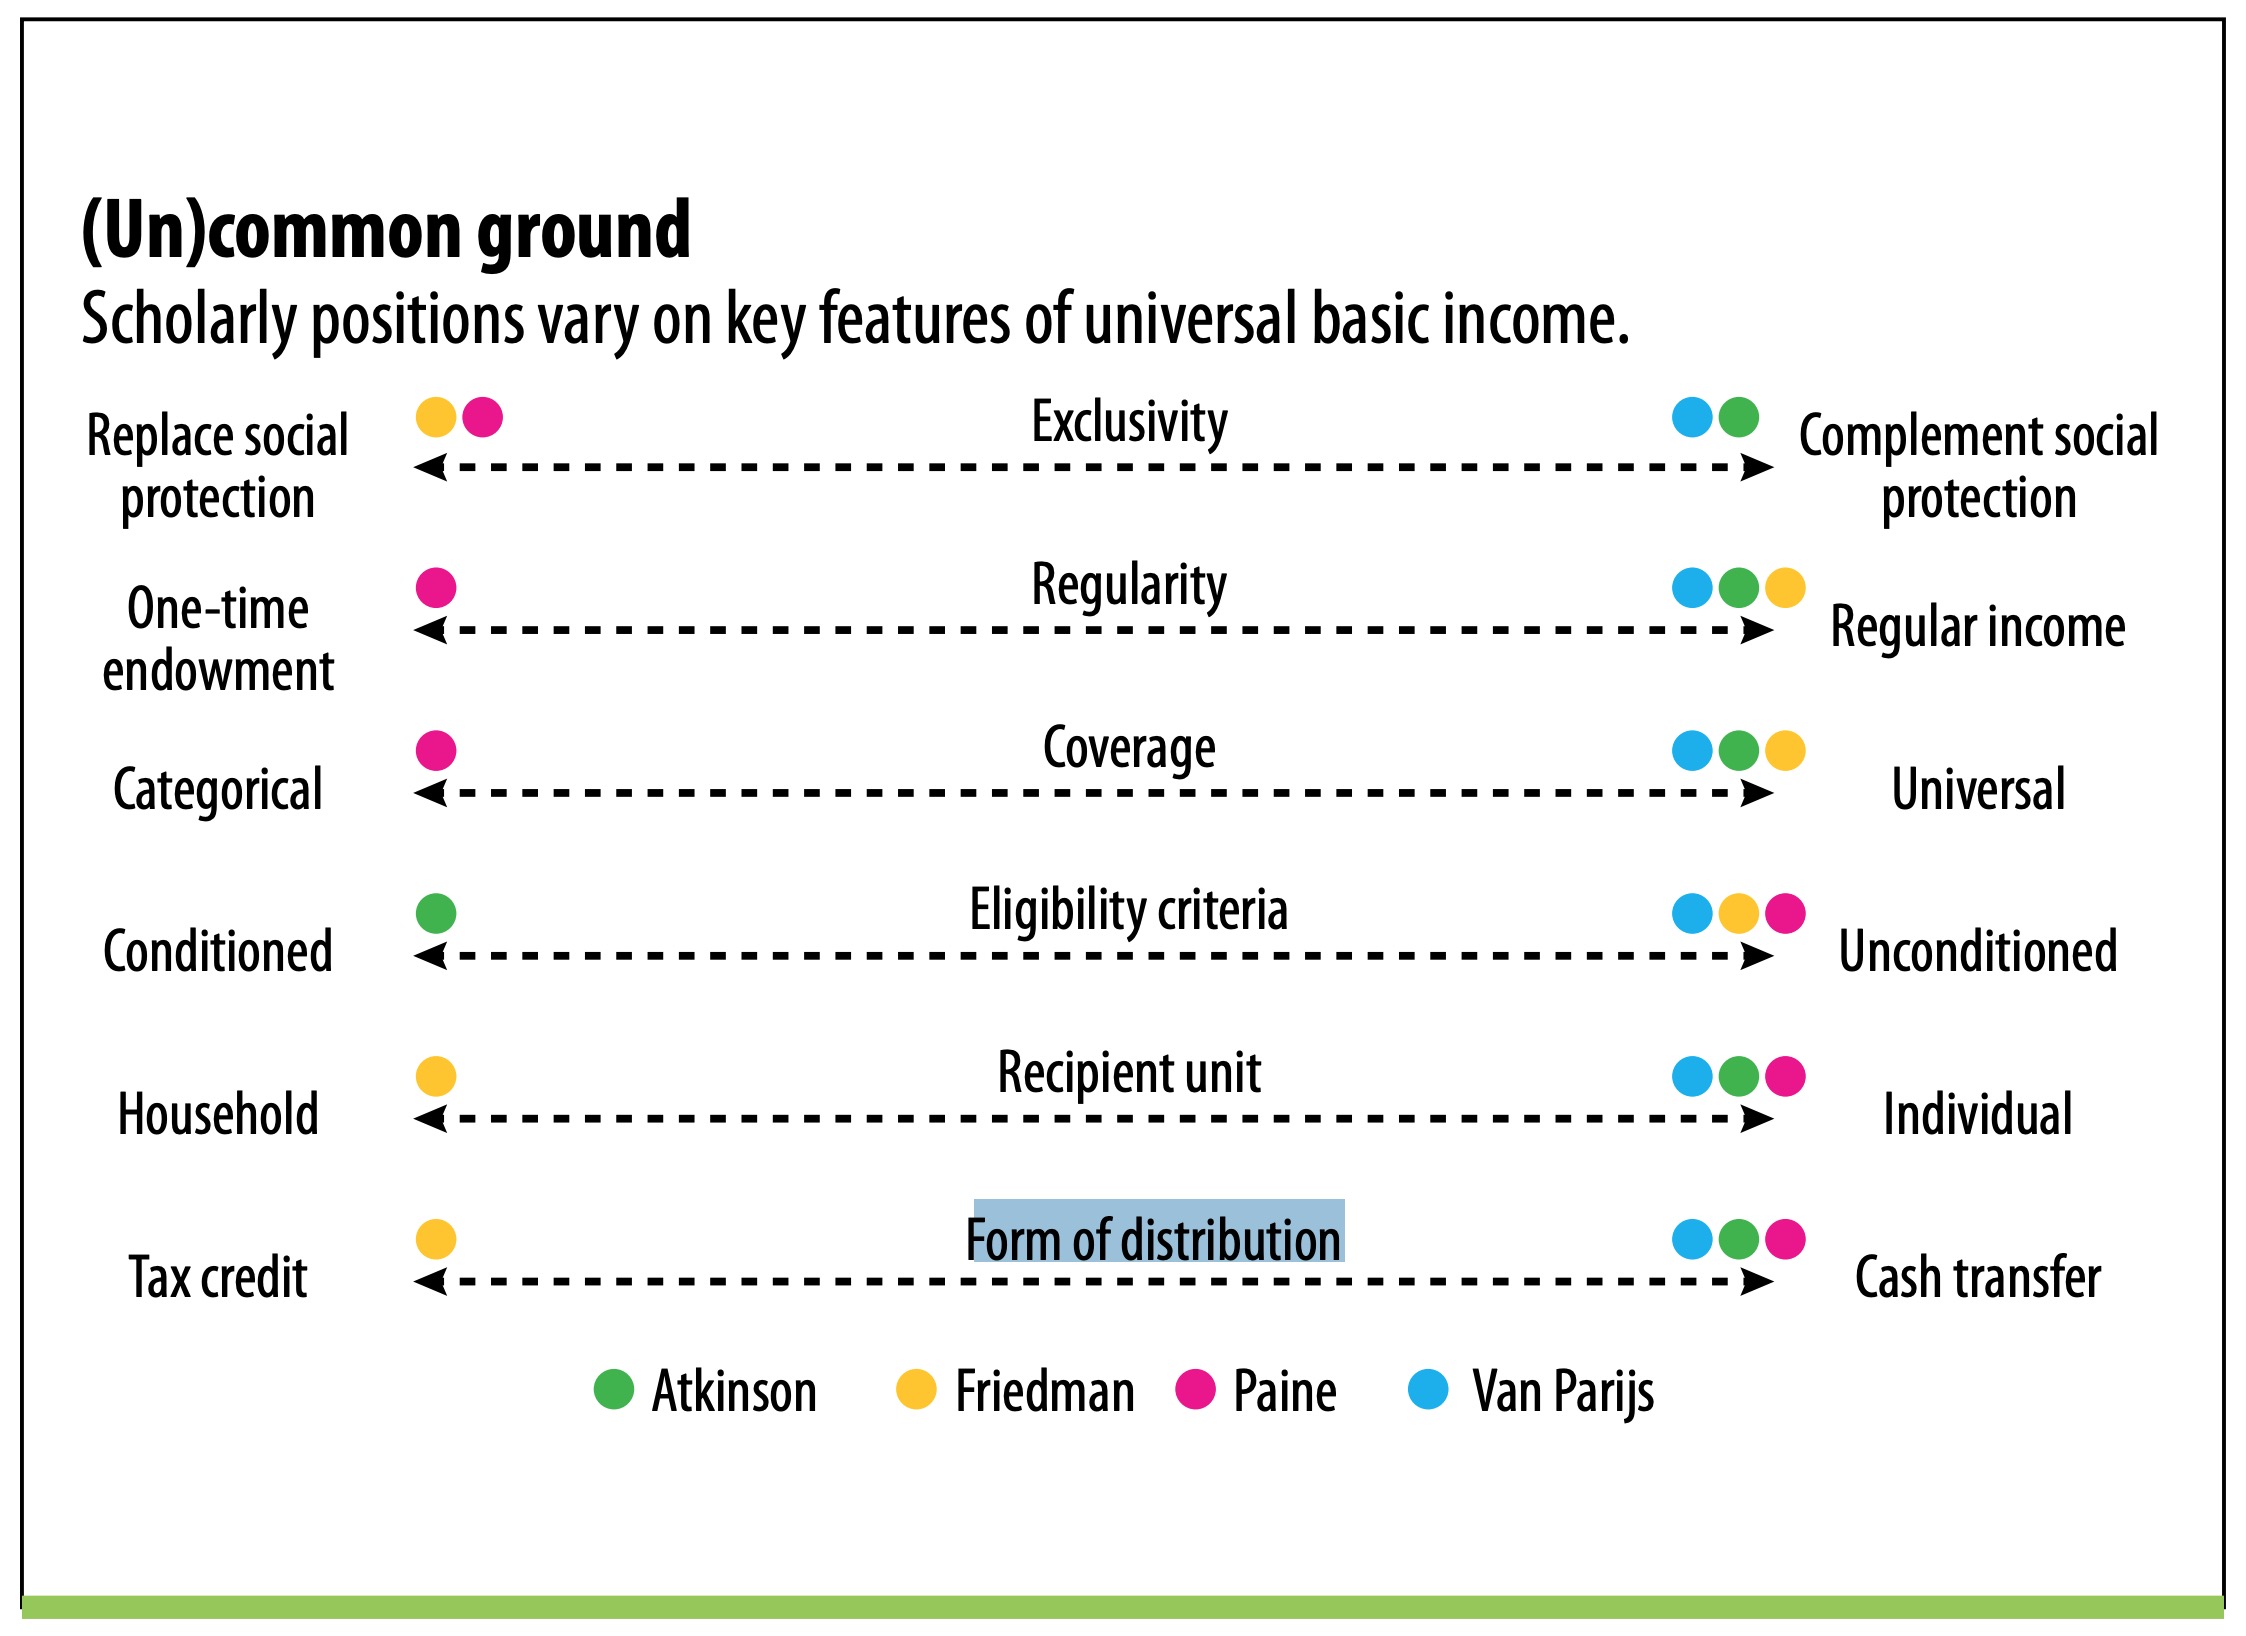 (Un)common ground
Scholarly positions vary on key features of universal basic income.
Replace social
protection
Exclusivity
Complement social
protection
One-time
endowment
Regularity
Regular income
Categorical
Coverage
Universal
Conditioned
Eligibility criteria
Unconditioned
Household
Recipient unit
Individual
Tax credit
Form of distribution
Cash transfer
Atkinson Friedman Paine Van Parijs